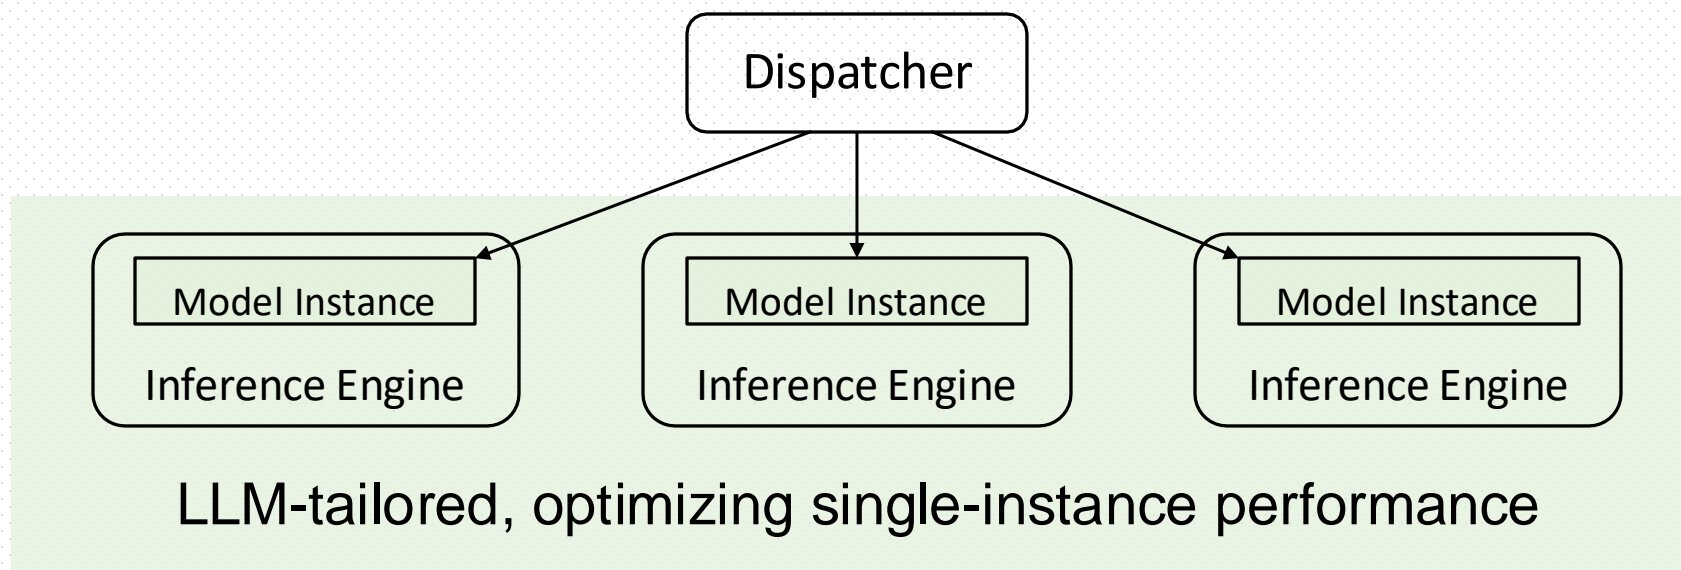 Dispatcher
Model Instance
Inference Engine
Model Instance
Inference Engine
Model Instance
Inference Engine
LLM-tailored, optimizing single-instance performance